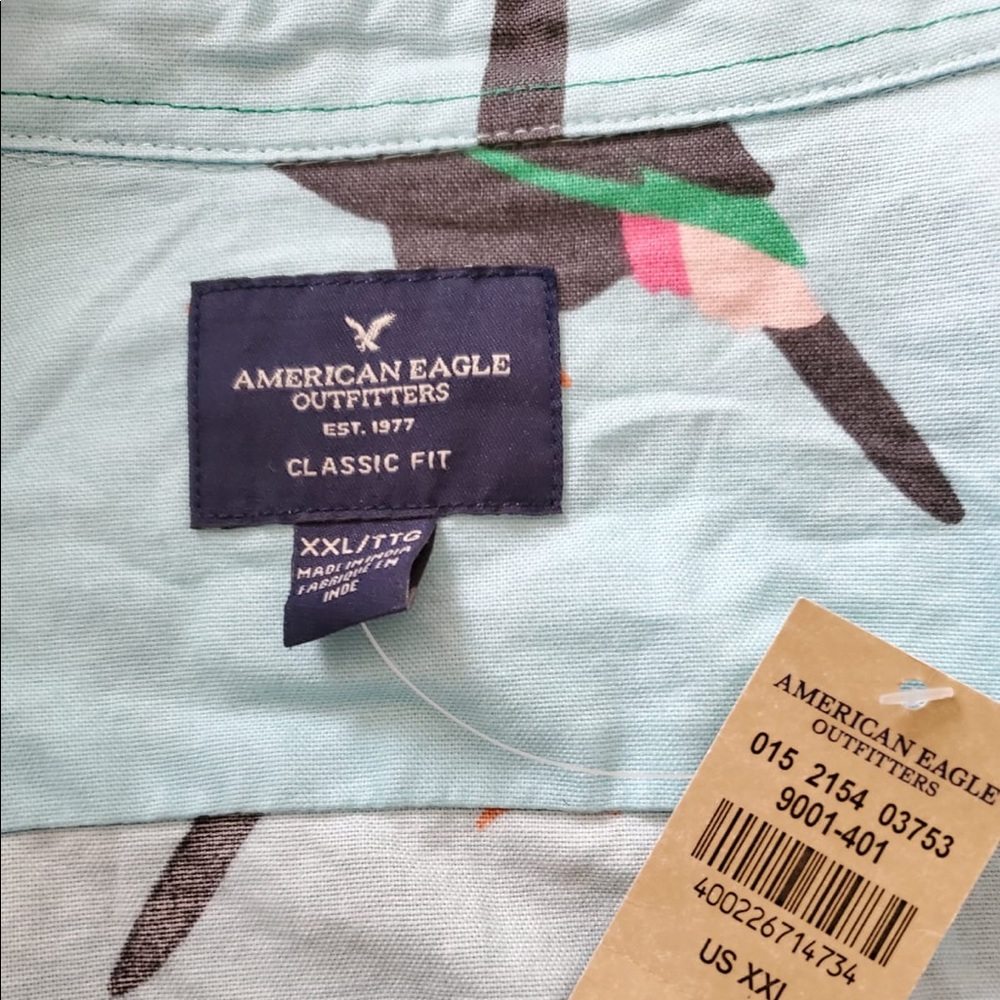 AMERICAN EAGLE
OUTFITTERS
EST. 1977
CLASSIC FIT
XXL/TTG
MADE IN INDIA
FABRIQUÉ EN
INDE
AMERICAN EAGLE
OUTFITTERS
015 2154 03753
9001-401
400226714734
US XXL